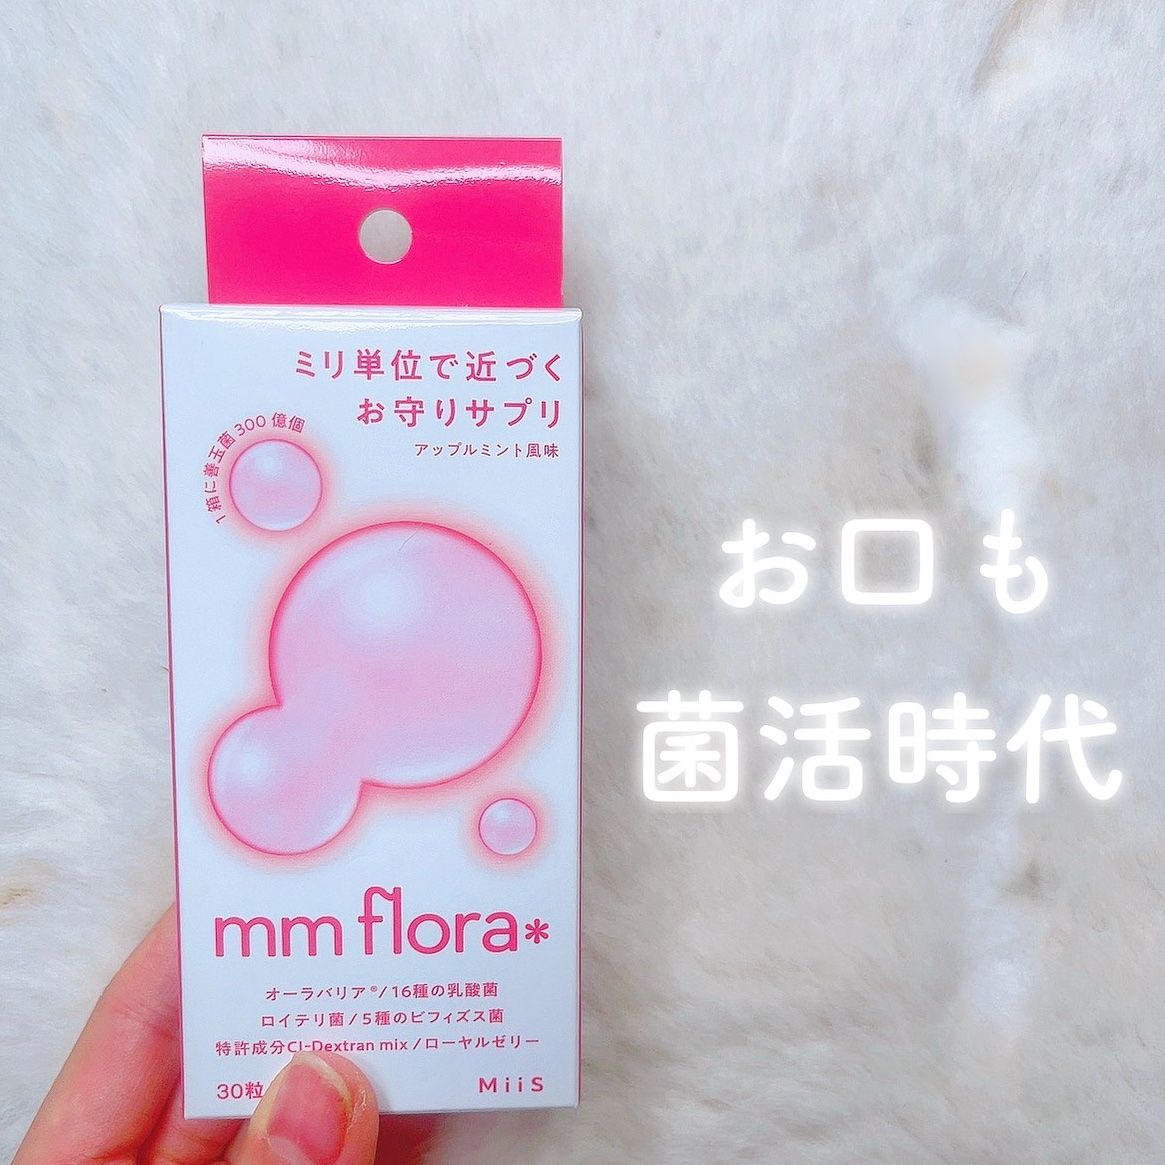 ミリ単位で近づく
お守りサプリ
アップルミント風味
1箱に善玉菌300億個
お口も
菌活時代
mm flora*
オーラバリア®/16種の乳酸菌
ロイテリ菌/5種のビフィズス菌
特許成分CI-Dextran mix/ローヤルゼリー
30粒
MiiS